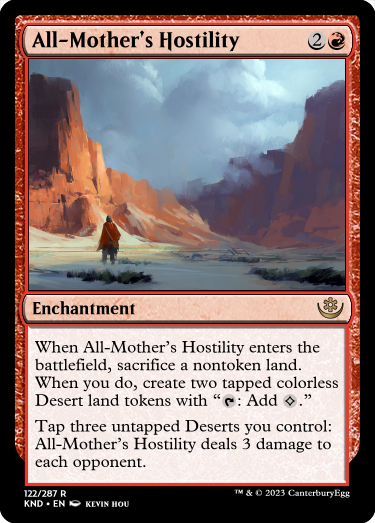 All-Mother's Hostility 2
Enchantment
When All-Mother's Hostility enters the
battlefield, sacrifice a nontoken land.
When you do, create two tapped colorless
Desert land tokens with “: Add .”
Tap three untapped Deserts you control:
All-Mother's Hostility deals 3 damage to
each opponent.
122/287 R
KND • EN KEVIN HOU
™ & © 2023 CanterburyEgg